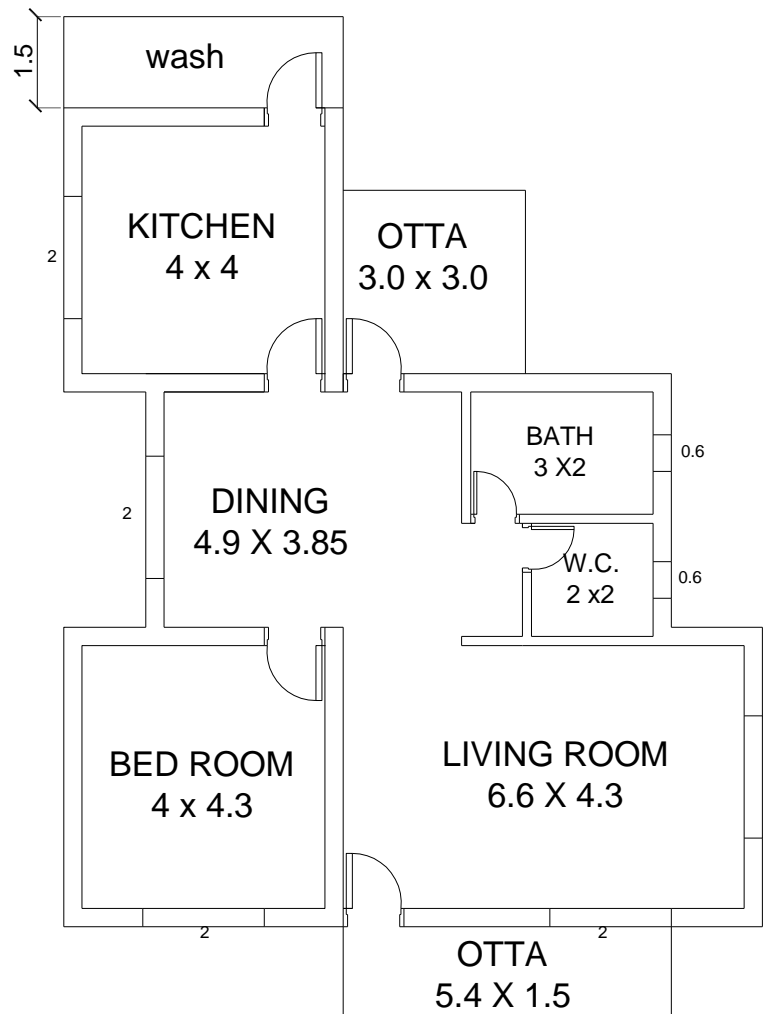 1.5
wash
KITCHEN
4 x 4
2
OTTA
3.0 x 3.0
BATH
3 X2
0.6
DINING
4.9 X 3.85
2
W.C.
2 x2
0.6
BED ROOM
4 x 4.3
LIVING ROOM
6.6 X 4.3
2
2
OTTA
5.4 X 1.5